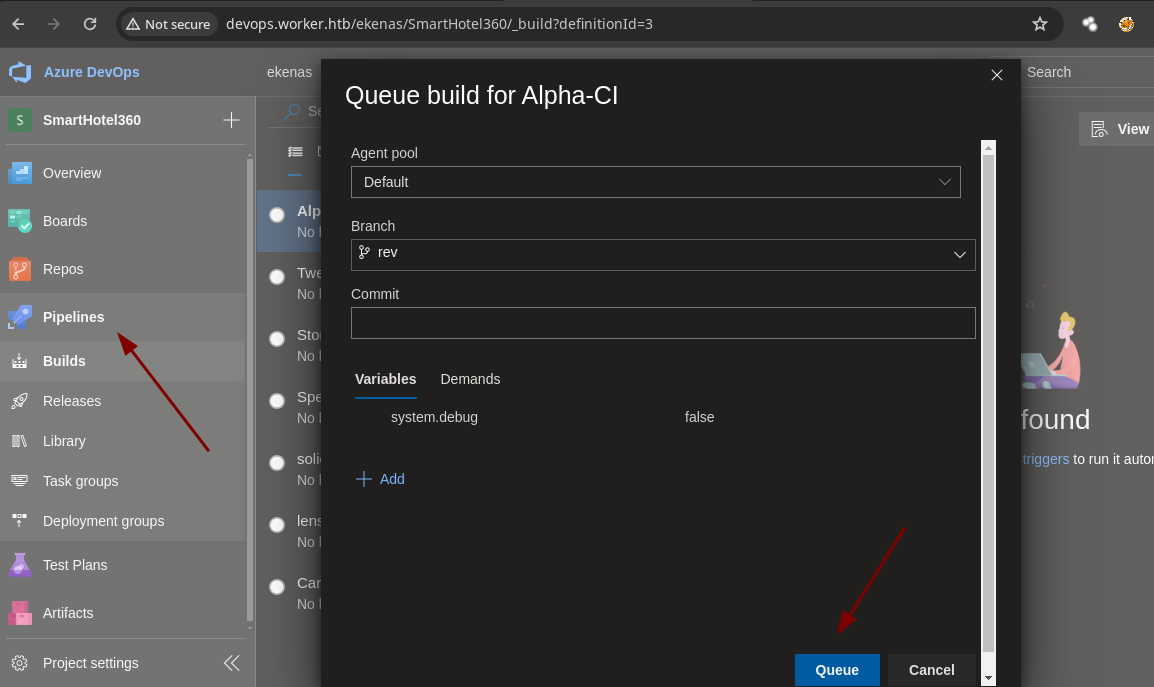 Not secure devops.worker.htb/ekenas/SmartHotel360/_build?definitionId=3
Azure DevOps
ekenas
Search
S SmartHotel360
Overview
Boards
Repos
Pipelines
Builds
Releases
Library
Task groups
Deployment groups
Test Plans
Artifacts
Project settings
Se
Alp
No
Twe
No
Sto
No
Spe
No
soli
No
lens
No
Car
No
Queue build for Alpha-CI
Agent pool
Default
Branch
rev
Commit
Variables Demands
system.debug false
Add
Queue Cancel
View
found
triggers to run it auto